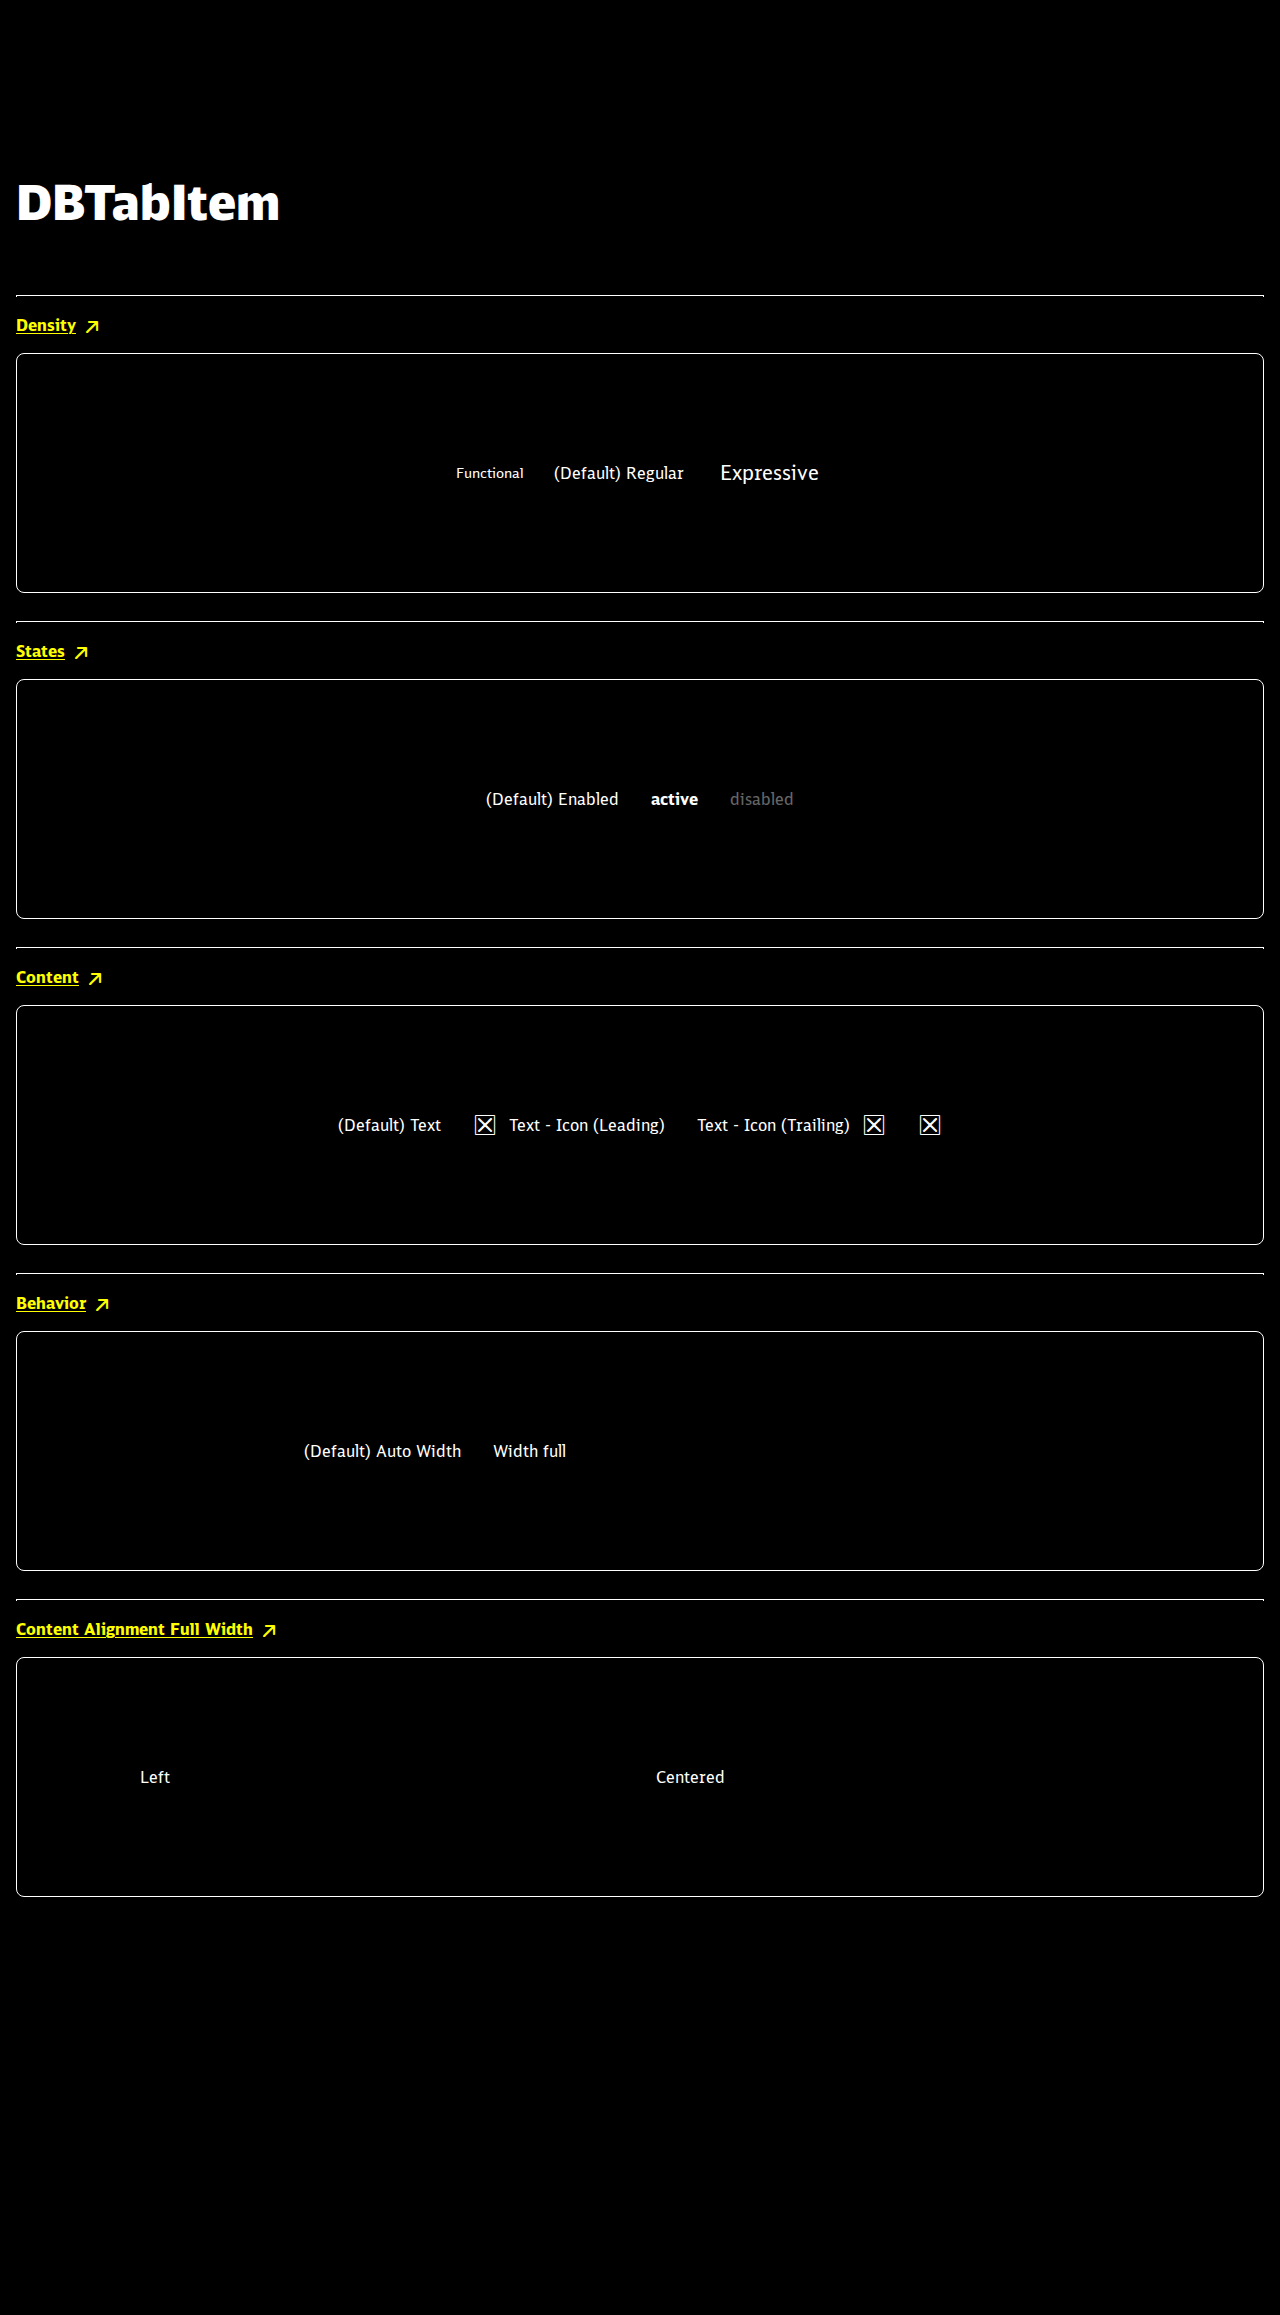 DBTabItem
Density
Functional (Default) Regular Expressive
States
(Default) Enabled active disabled
Content
(Default) Text Text - Icon (Leading) Text - Icon (Trailing)
Behavior
(Default) Auto Width Width full
Content Alignment Full Width
Left Centered